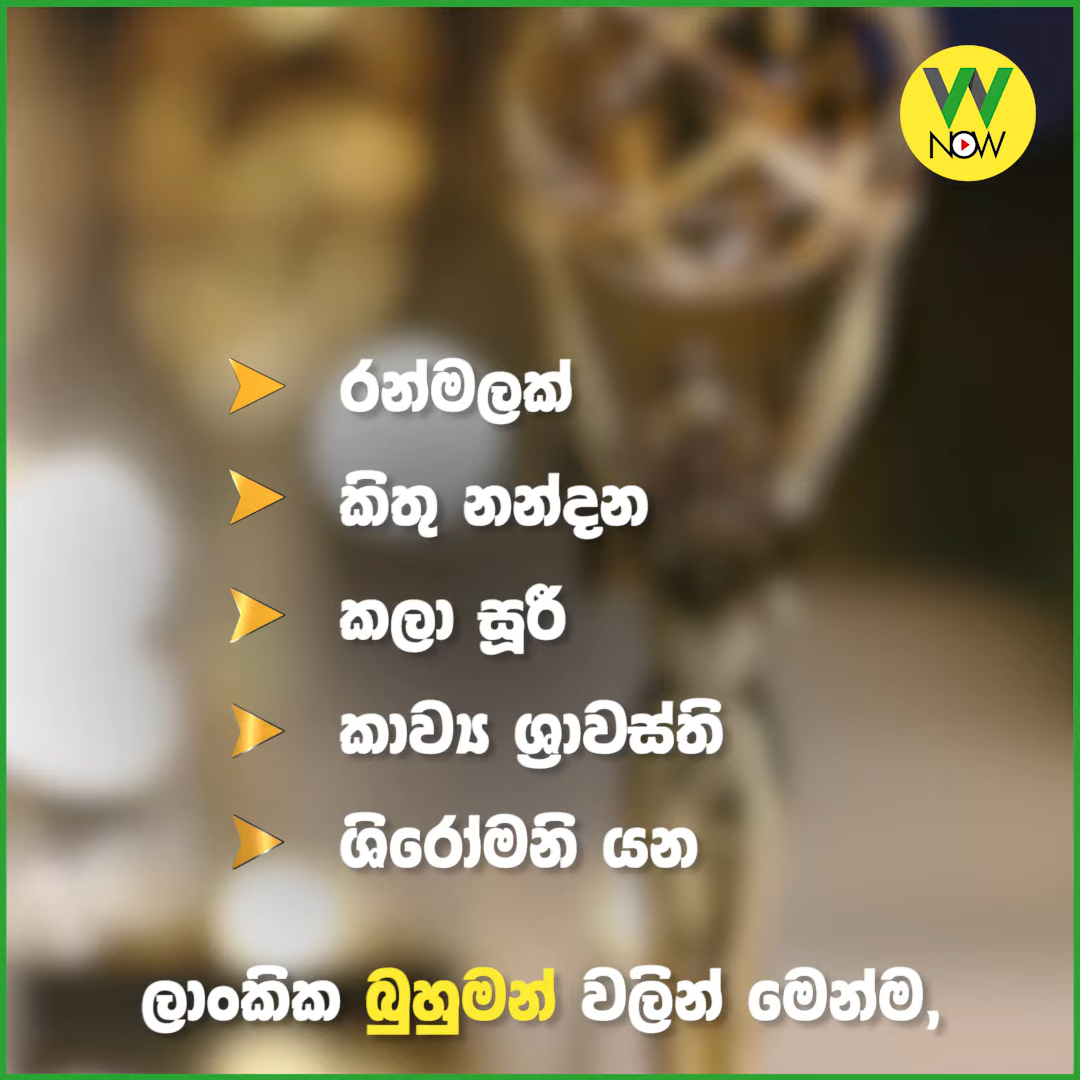 W
NOW
රන්මලක්
කිතු නන්දන
කලා සූරී
කාව්‍ය ශ්‍රාවස්ති
ශිරෝමනි යන
ලාංකික බුහුමන් වලින් මෙන්ම,